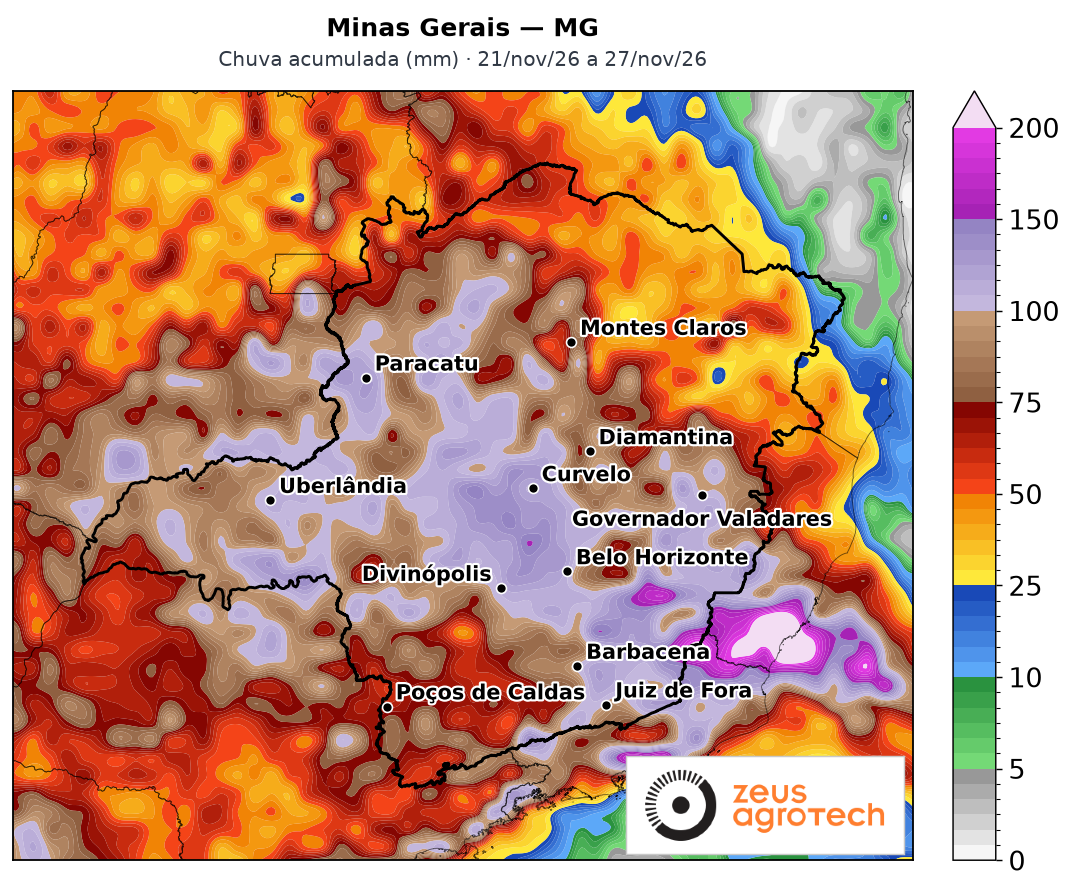 Minas Gerais — MG
Chuva acumulada (mm) · 21/nov/26 a 27/nov/26
200
150
100
75
50
25
10
5
0
Montes Claros
Paracatu
Diamantina
Curvelo
Uberlândia
Governador Valadares
Belo Horizonte
Divinópolis
Barbacena
Poços de Caldas
Juiz de Fora
zeus
agrotech